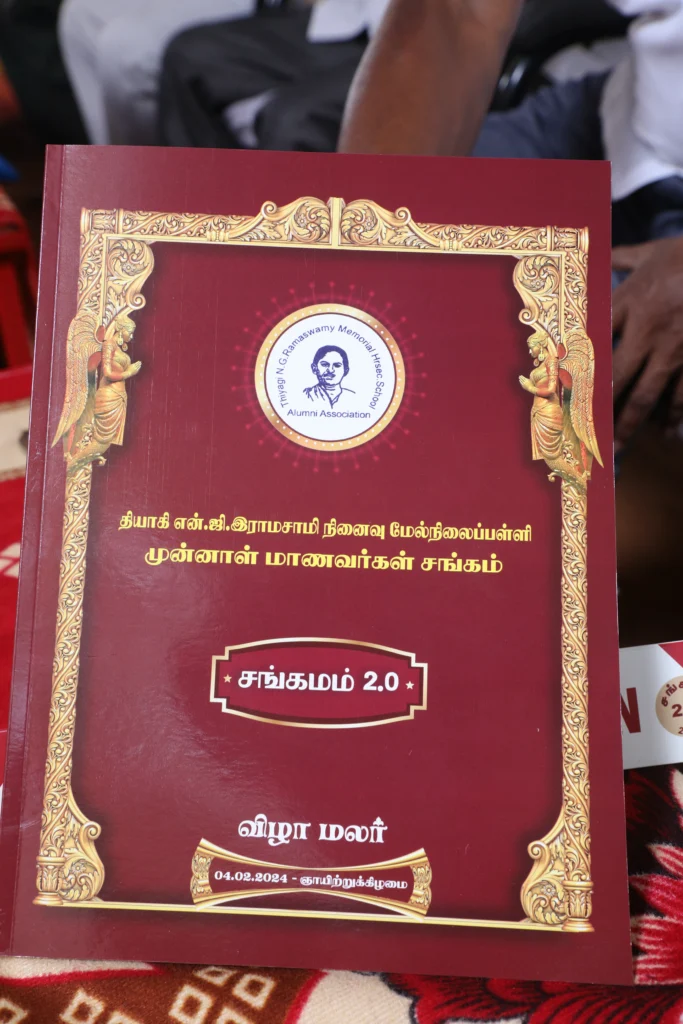 Thiyagi N.G.Ramaswamy Memorial Hrsec School
Alumni Association
தியாகி என்.ஜி.இராமசாமி நினைவு மேல்நிலைப்பள்ளி
முன்னாள் மாணவர்கள் சங்கம்
சங்கமம் 2.0
விழா மலர்
04.02.2024 - ஞாயிற்றுக்கிழமை